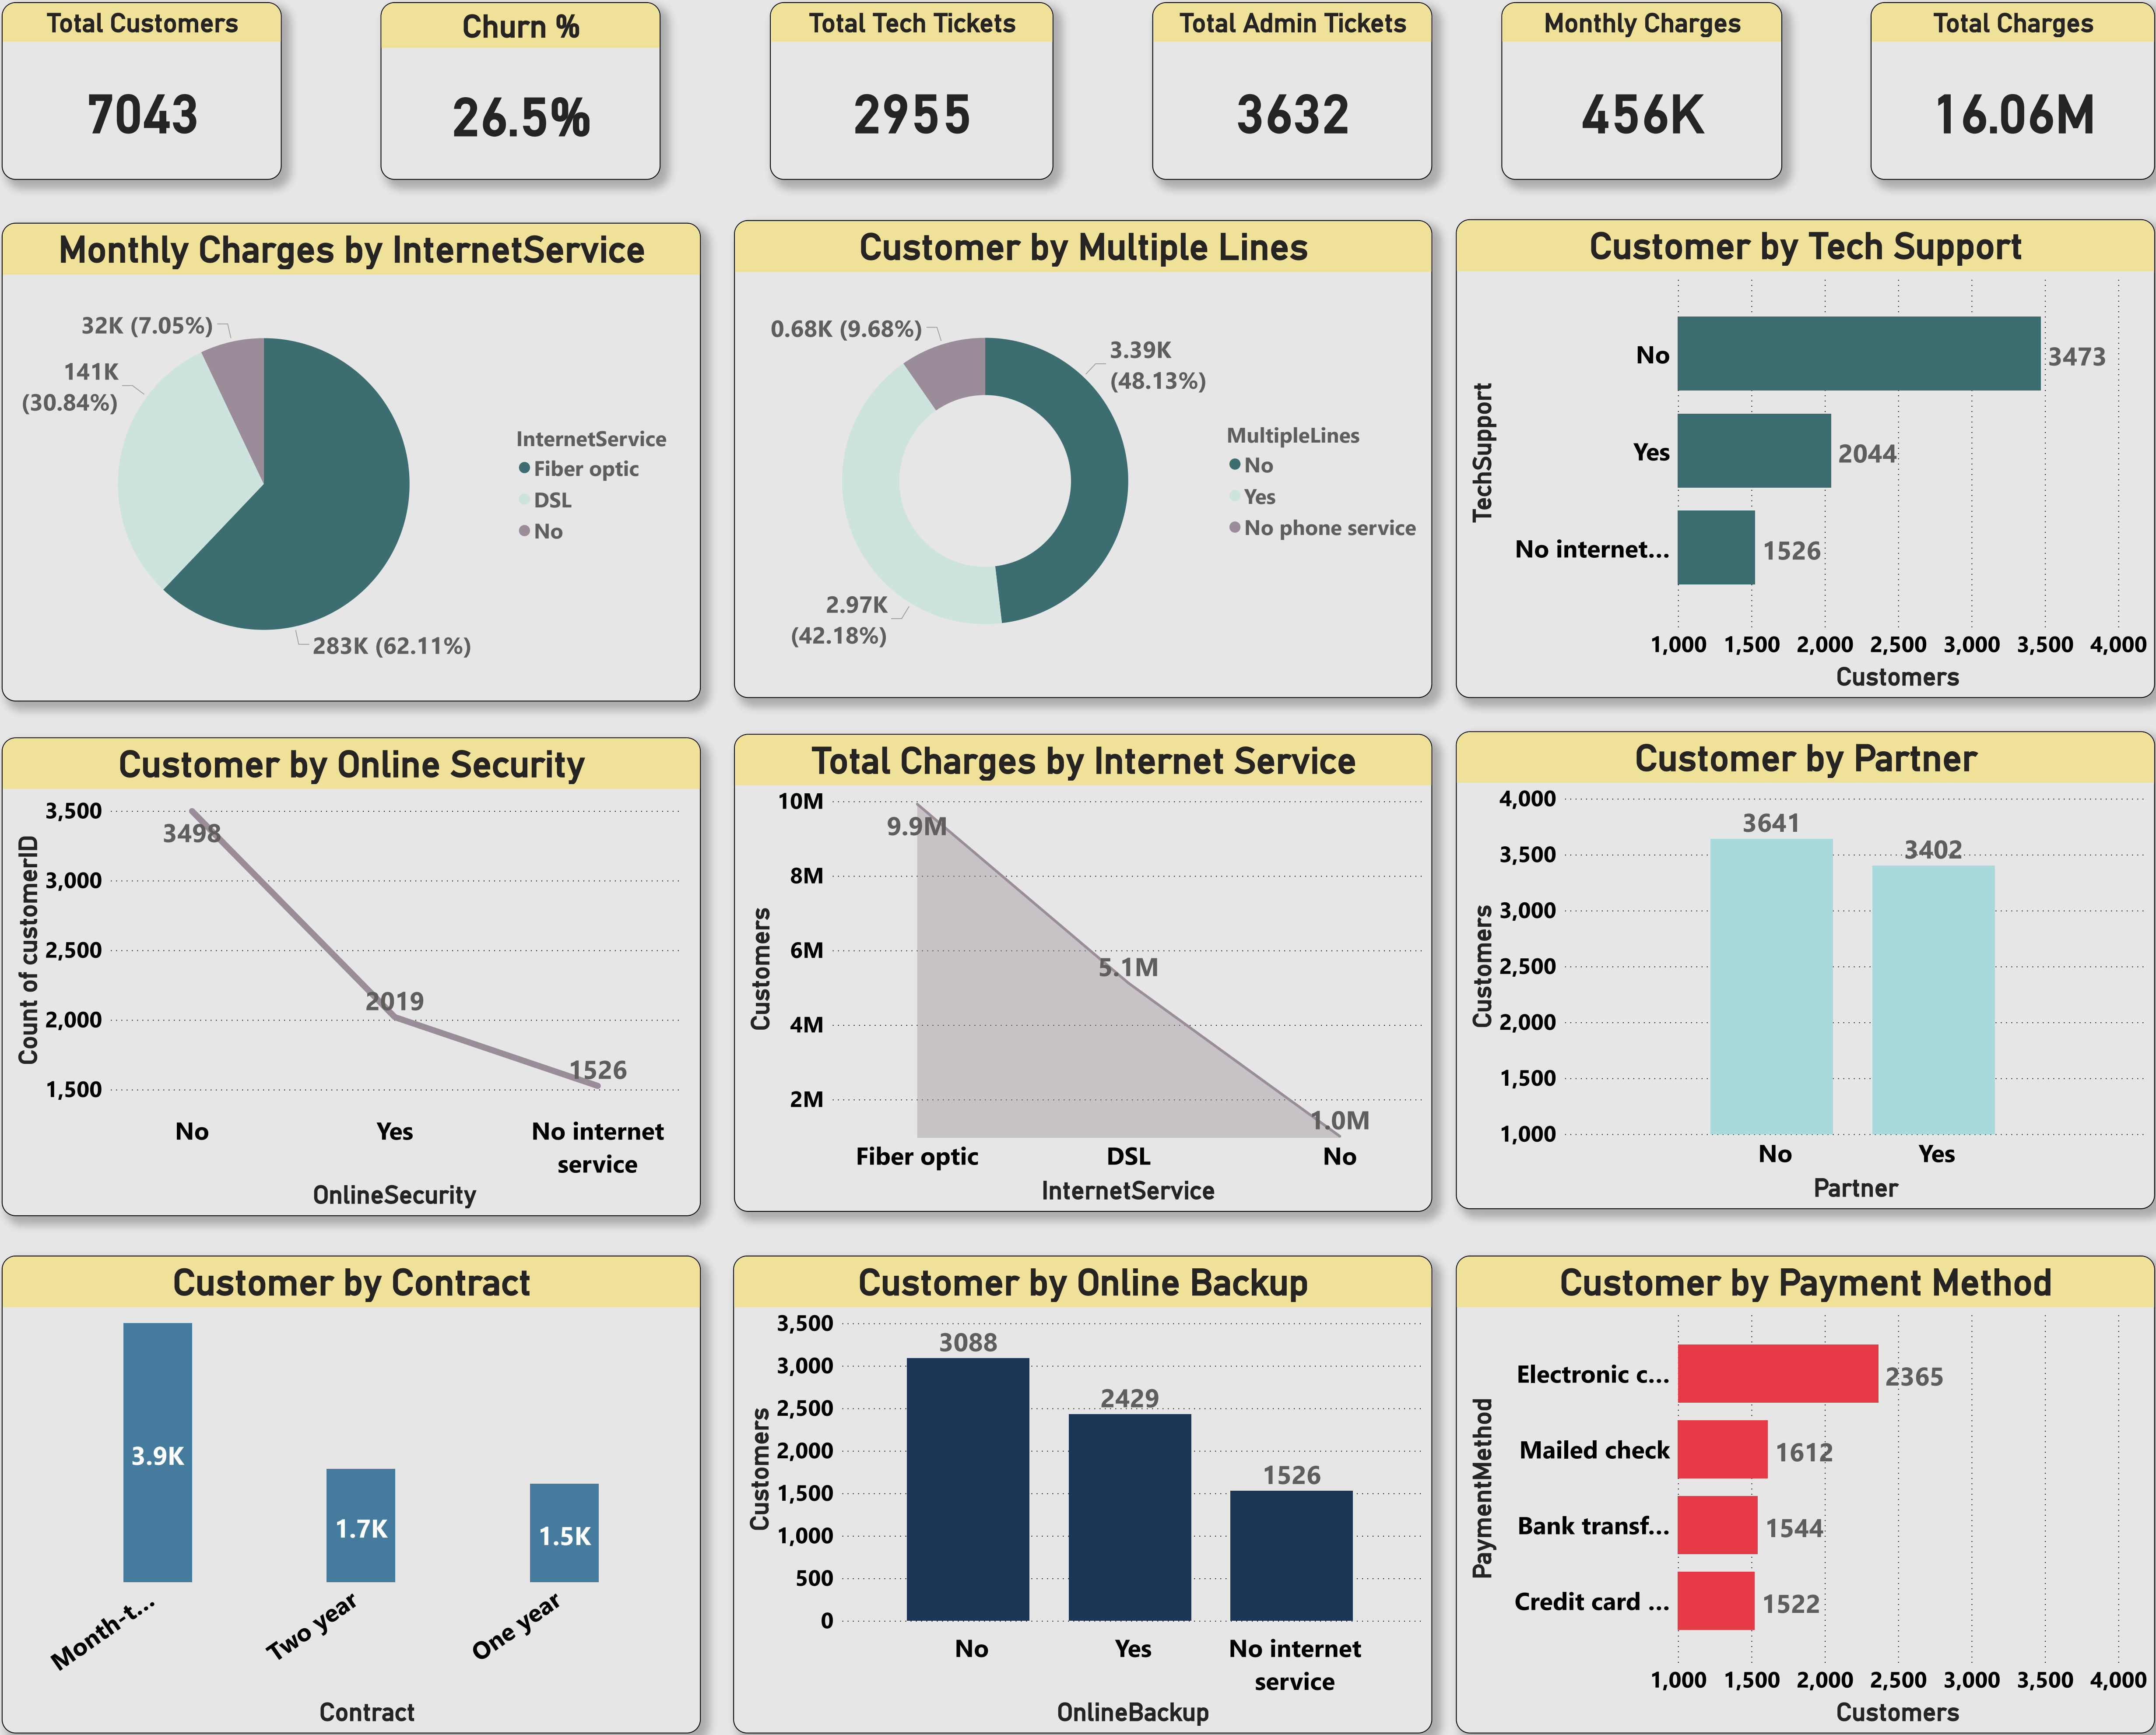 Total Customers
7043
Churn %
26.5%
Total Tech Tickets
2955
Total Admin Tickets
3632
Monthly Charges
456K
Total Charges
16.06M
Monthly Charges by InternetService
32K (7.05%)
141K
(30.84%)
283K (62.11%)
InternetService
Fiber optic
DSL
No
Customer by Multiple Lines
0.68K (9.68%)
3.39K
(48.13%)
2.97K
(42.18%)
MultipleLines
No
Yes
No phone service
Customer by Tech Support
TechSupport
No
3473
Yes
2044
No internet...
1526
1,000 1,500 2,000 2,500 3,000 3,500 4,000
Customers
Customer by Online Security
Count of customerID
3,500
3,000
2,500
2,000
1,500
3498
2019
1526
No
Yes
No internet
service
OnlineSecurity
Total Charges by Internet Service
Customers
10M
8M
6M
4M
2M
9.9M
5.1M
1.0M
Fiber optic
DSL
No
InternetService
Customer by Partner
Customers
4,000
3,500
3,000
2,500
2,000
1,500
1,000
3641
3402
No
Yes
Partner
Customer by Contract
3.9K
1.7K
1.5K
Month-t...
Two year
One year
Contract
Customer by Online Backup
Customers
3,500
3,000
2,500
2,000
1,500
1,000
500
0
3088
2429
1526
No
Yes
No internet
service
OnlineBackup
Customer by Payment Method
PaymentMethod
Electronic c...
2365
Mailed check
1612
Bank transf...
1544
Credit card ...
1522
1,000 1,500 2,000 2,500 3,000 3,500 4,000
Customers